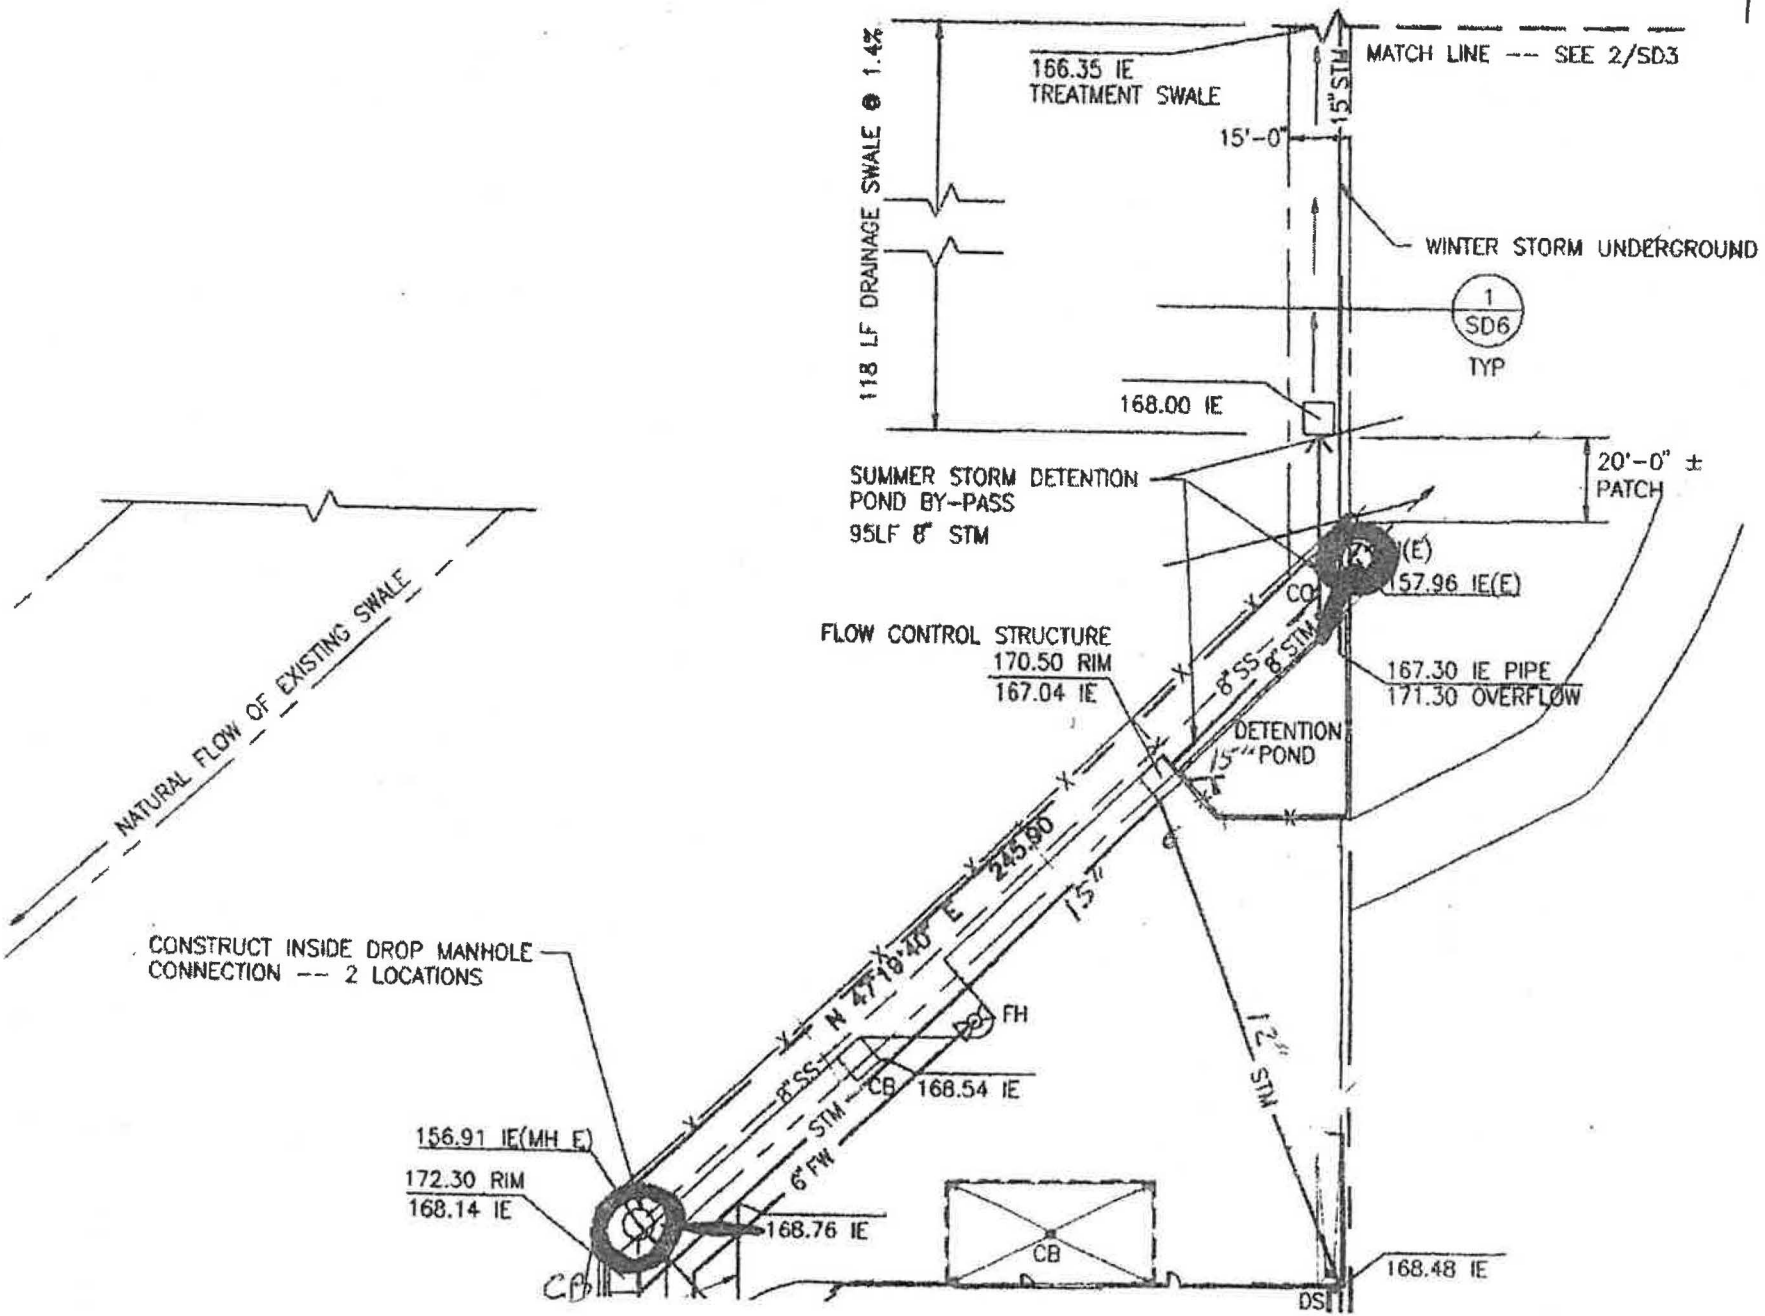 118 LF DRAINAGE SWALE @ 1.4%
166.35 IE
TREATMENT SWALE
15" STM
MATCH LINE -- SEE 2/SD3
15'-0"
WINTER STORM UNDERGROUND
1
SD6
TYP
168.00 IE
20'-0" ±
PATCH
SUMMER STORM DETENTION
POND BY-PASS
95LF 8" STM
(E)
157.96 IE(E)
CO
FLOW CONTROL STRUCTURE
170.50 RIM
167.04 IE
8" SS
8" STM
167.30 IE PIPE
171.30 OVERFLOW
DETENTION
POND
15"
NATURAL FLOW OF EXISTING SWALE
245.90
N 47°19'40" E
15"
6
CONSTRUCT INSIDE DROP MANHOLE
CONNECTION -- 2 LOCATIONS
FH
12"
STM
8" SS
CB
168.54 IE
STM
6" FW
156.91 IE(MH E)
172.30 RIM
168.14 IE
168.76 IE
CB
CB
168.48 IE
DS